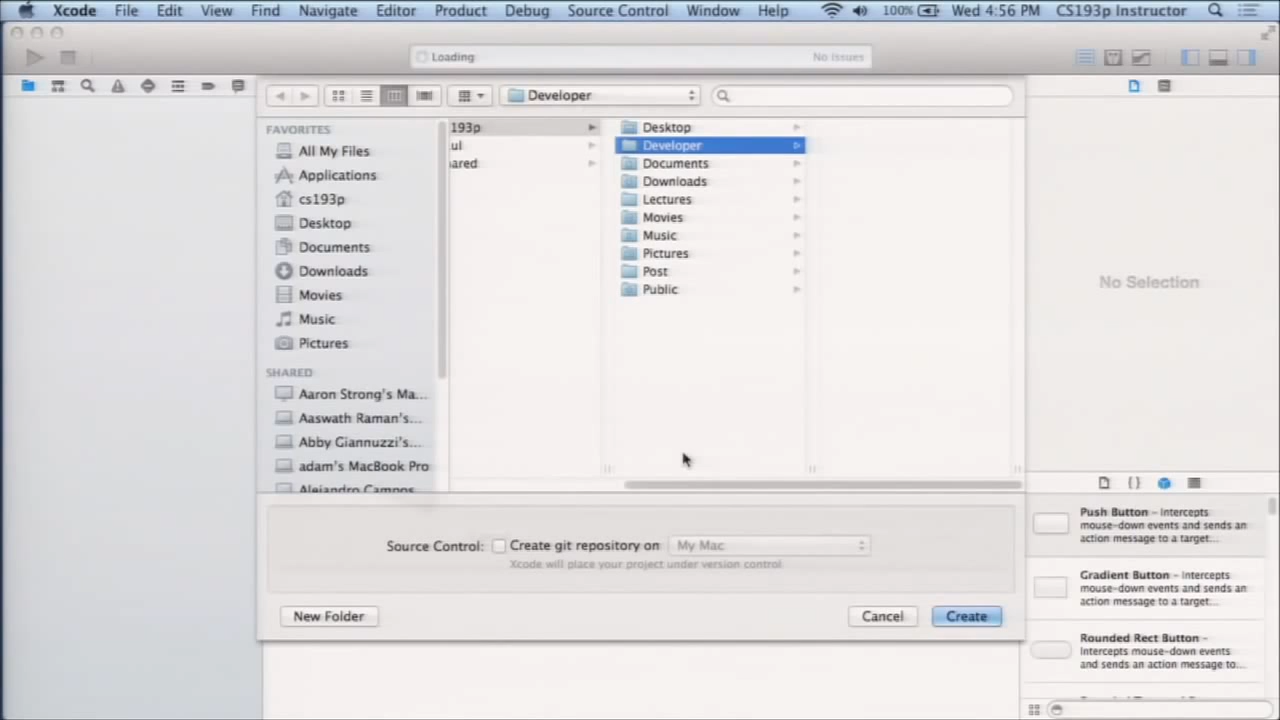 Xcode File Edit View Find Navigate Editor Product Debug Source Control Window Help 100% Wed 4:56 PM CS193p Instructor
Loading No Issues
Developer
FAVORITES
All My Files
Applications
cs193p
Desktop
Documents
Downloads
Movies
Music
Pictures
SHARED
Aaron Strong's Ma...
Aaswath Raman's...
Abby Giannuzzi's...
adam's MacBook Pro
Alejandro Campos
193p
ul
ared
Desktop
Developer
Documents
Downloads
Lectures
Movies
Music
Pictures
Post
Public
No Selection
Source Control: Create git repository on My Mac
Xcode will place your project under version control
New Folder Cancel Create
Push Button - Intercepts
mouse-down events and sends an
action message to a target...
Gradient Button - Intercepts
mouse-down events and sends an
action message to a target...
Rounded Rect Button -
Intercepts mouse-down events
and sends an action message to...